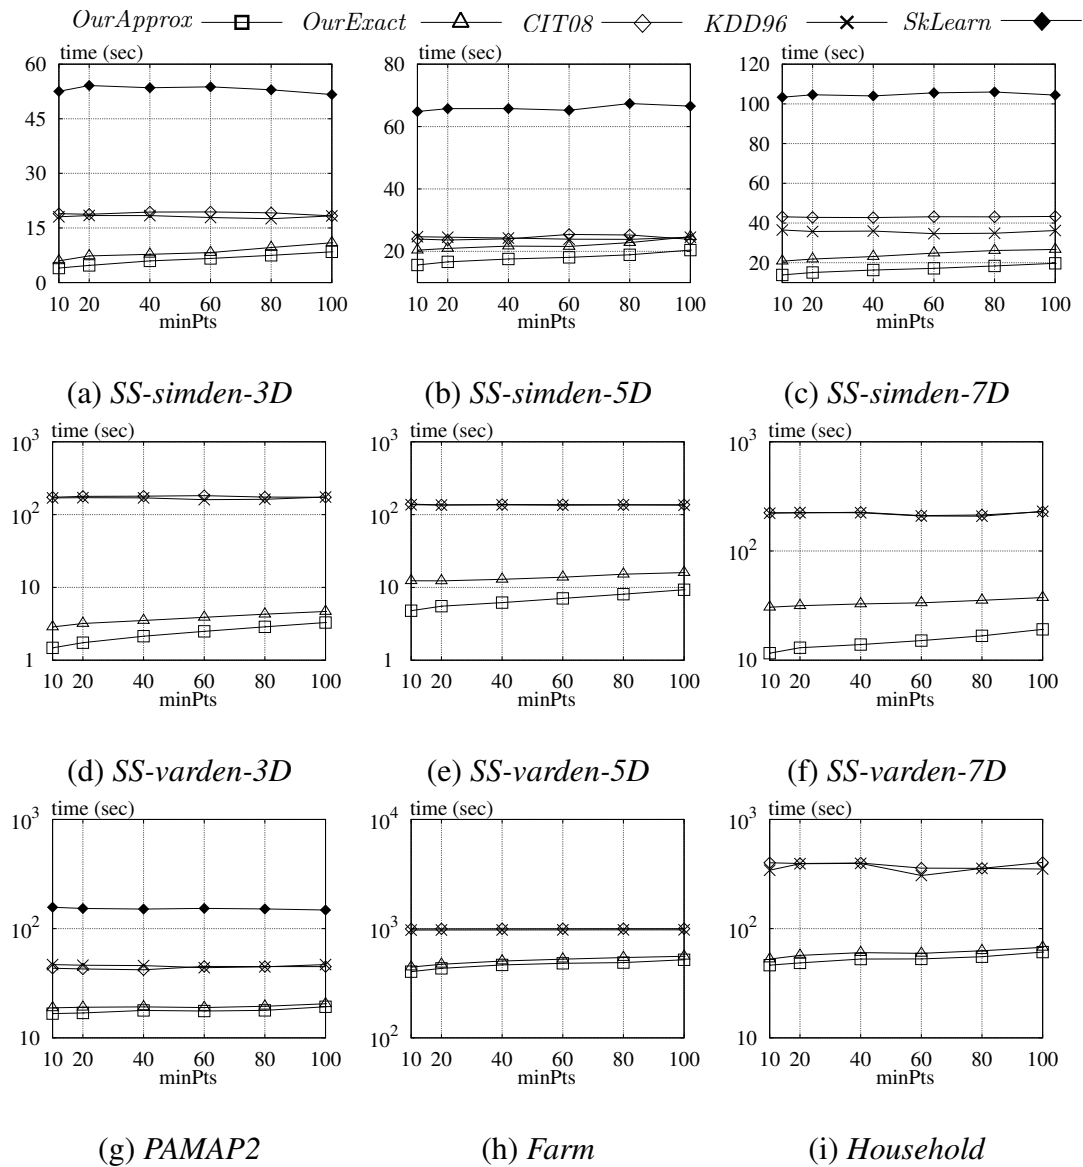 OurApprox OurExact CIT08 KDD96 SkLearn
time (sec) time (sec) time (sec)
60 80 120
100
45 60
80
30
40 60
40
15
20 20
0
10 20 40 60 80 100 10 20 40 60 80 100 10 20 40 60 80 100
minPts minPts minPts
(a) SS-simden-3D (b) SS-simden-5D (c) SS-simden-7D
time (sec) time (sec) time (sec)
10^3 10^3 10^3
10^2 10^2
10^2
10 10
1 1 10
10 20 40 60 80 100 10 20 40 60 80 100 10 20 40 60 80 100
minPts minPts minPts
(d) SS-varden-3D (e) SS-varden-5D (f) SS-varden-7D
time (sec) time (sec) time (sec)
10^3 10^4 10^3
10^2 10^3 10^2
10 10^2 10
10 20 40 60 80 100 10 20 40 60 80 100 10 20 40 60 80 100
minPts minPts minPts
(g) PAMAP2 (h) Farm (i) Household